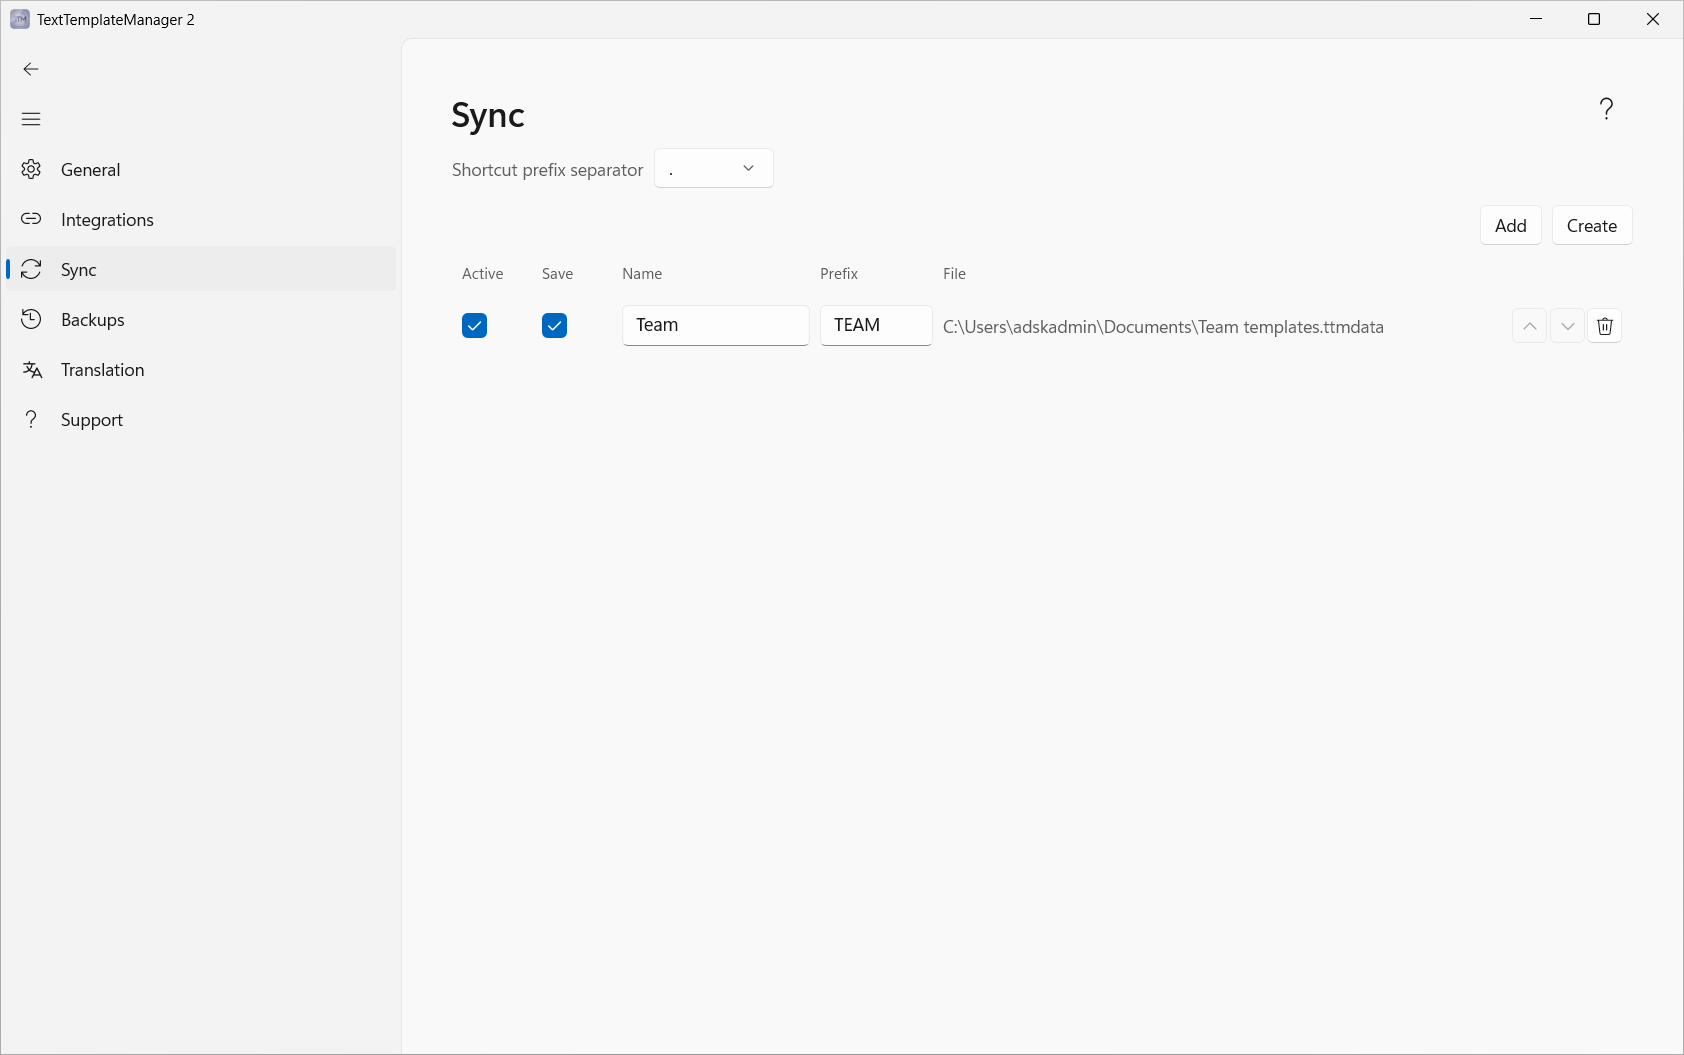 TextTemplateManager 2
General
Integrations
Sync
Backups
Translation
Support
Sync
?
Shortcut prefix separator .
Add Create
Active Save Name Prefix File
Team TEAM C:\Users\adskadmin\Documents\Team templates.ttmdata